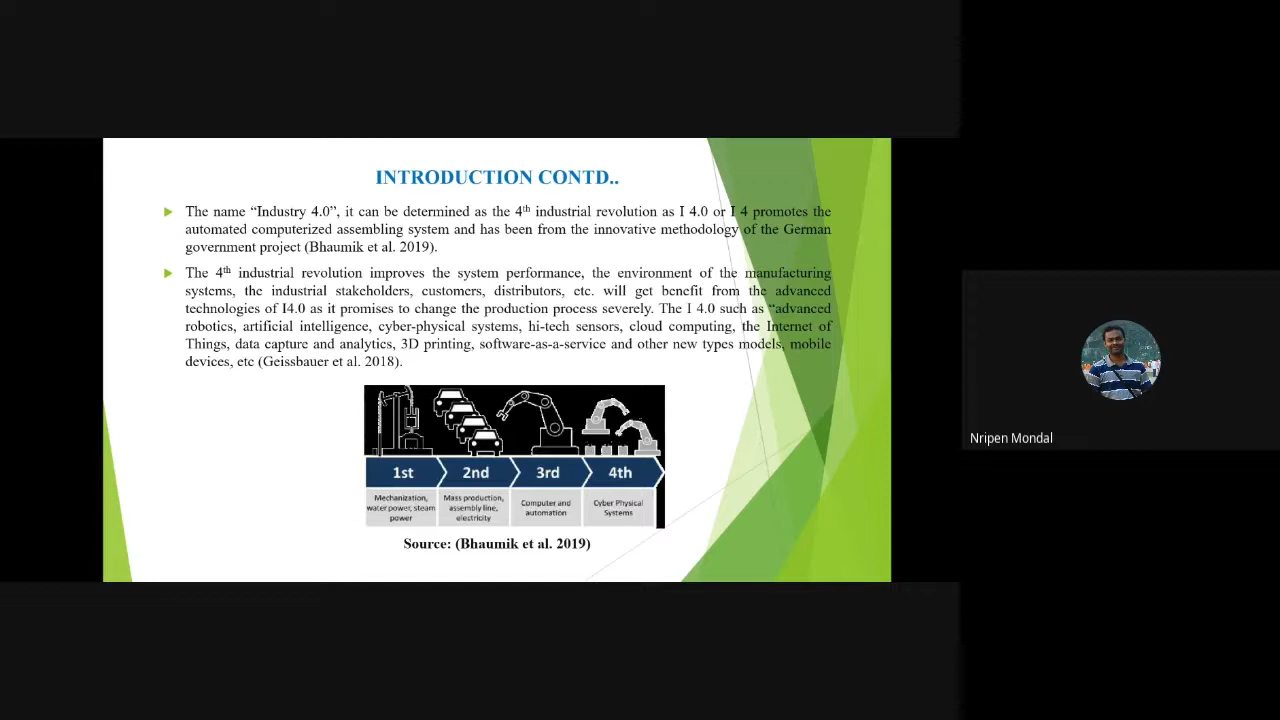 INTRODUCTION CONTD..
The name “Industry 4.0”, it can be determined as the 4th industrial revolution as I 4.0 or I 4 promotes the
automated computerized assembling system and has been from the innovative methodology of the German
government project (Bhaumik et al. 2019).
The 4th industrial revolution improves the system performance, the environment of the manufacturing
systems, the industrial stakeholders, customers, distributors, etc. will get benefit from the advanced
technologies of I4.0 as it promises to change the production process severely. The I 4.0 such as “advanced
robotics, artificial intelligence, cyber-physical systems, hi-tech sensors, cloud computing, the Internet of
Things, data capture and analytics, 3D printing, software-as-a-service and other new types models, mobile
devices, etc (Geissbauer et al. 2018).
1st 2nd 3rd 4th
Mechanization,
water power, steam
power
Mass production,
assembly line,
electricity
Computer and
automation
Cyber Physical
Systems
Source: (Bhaumik et al. 2019)
Nripen Mondal